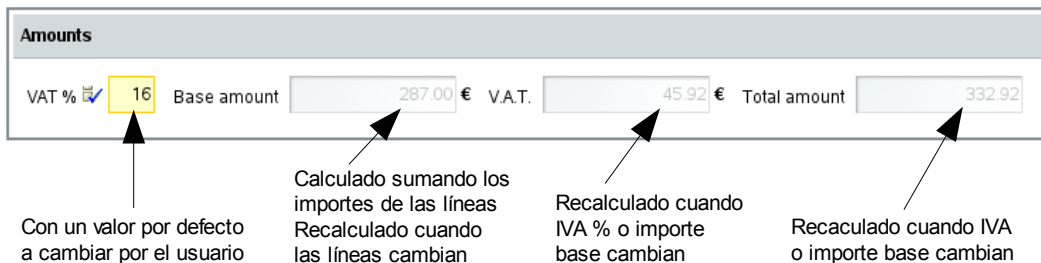 Amounts
VAT % 16 Base amount 287.00 € V.A.T. 45.92 € Total amount 332.92
Con un valor por defecto
a cambiar por el usuario
Calculado sumando los
importes de las líneas
Recalculado cuando
las líneas cambian
Recalculado cuando
IVA % o importe
base cambian
Recaculado cuando IVA
o importe base cambian